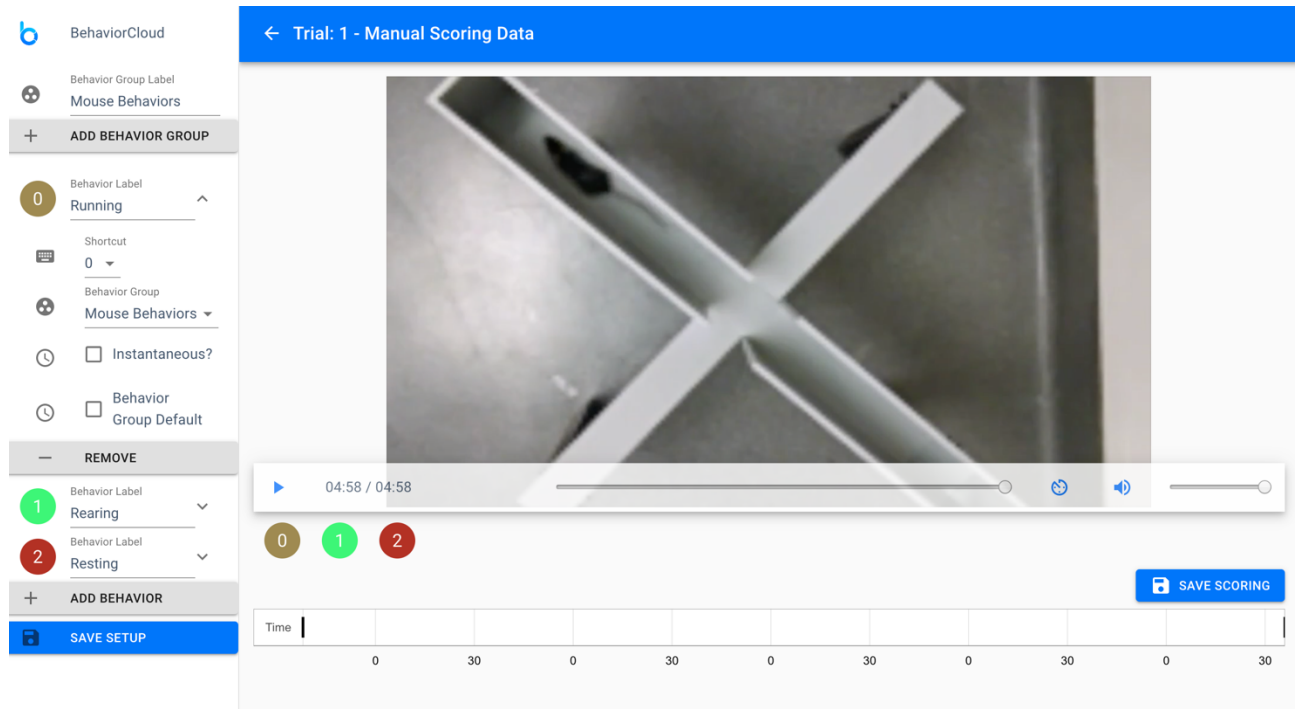 BehaviorCloud
Trial: 1 - Manual Scoring Data
Behavior Group Label
Mouse Behaviors
ADD BEHAVIOR GROUP
Behavior Label
0
Running
Shortcut
0
Behavior Group
Mouse Behaviors
Instantaneous?
Behavior
Group Default
REMOVE
Behavior Label
1
Rearing
Behavior Label
2
Resting
ADD BEHAVIOR
SAVE SETUP
04:58 / 04:58
0 1 2
SAVE SCORING
Time
0 30 0 30 0 30 0 30 0 30